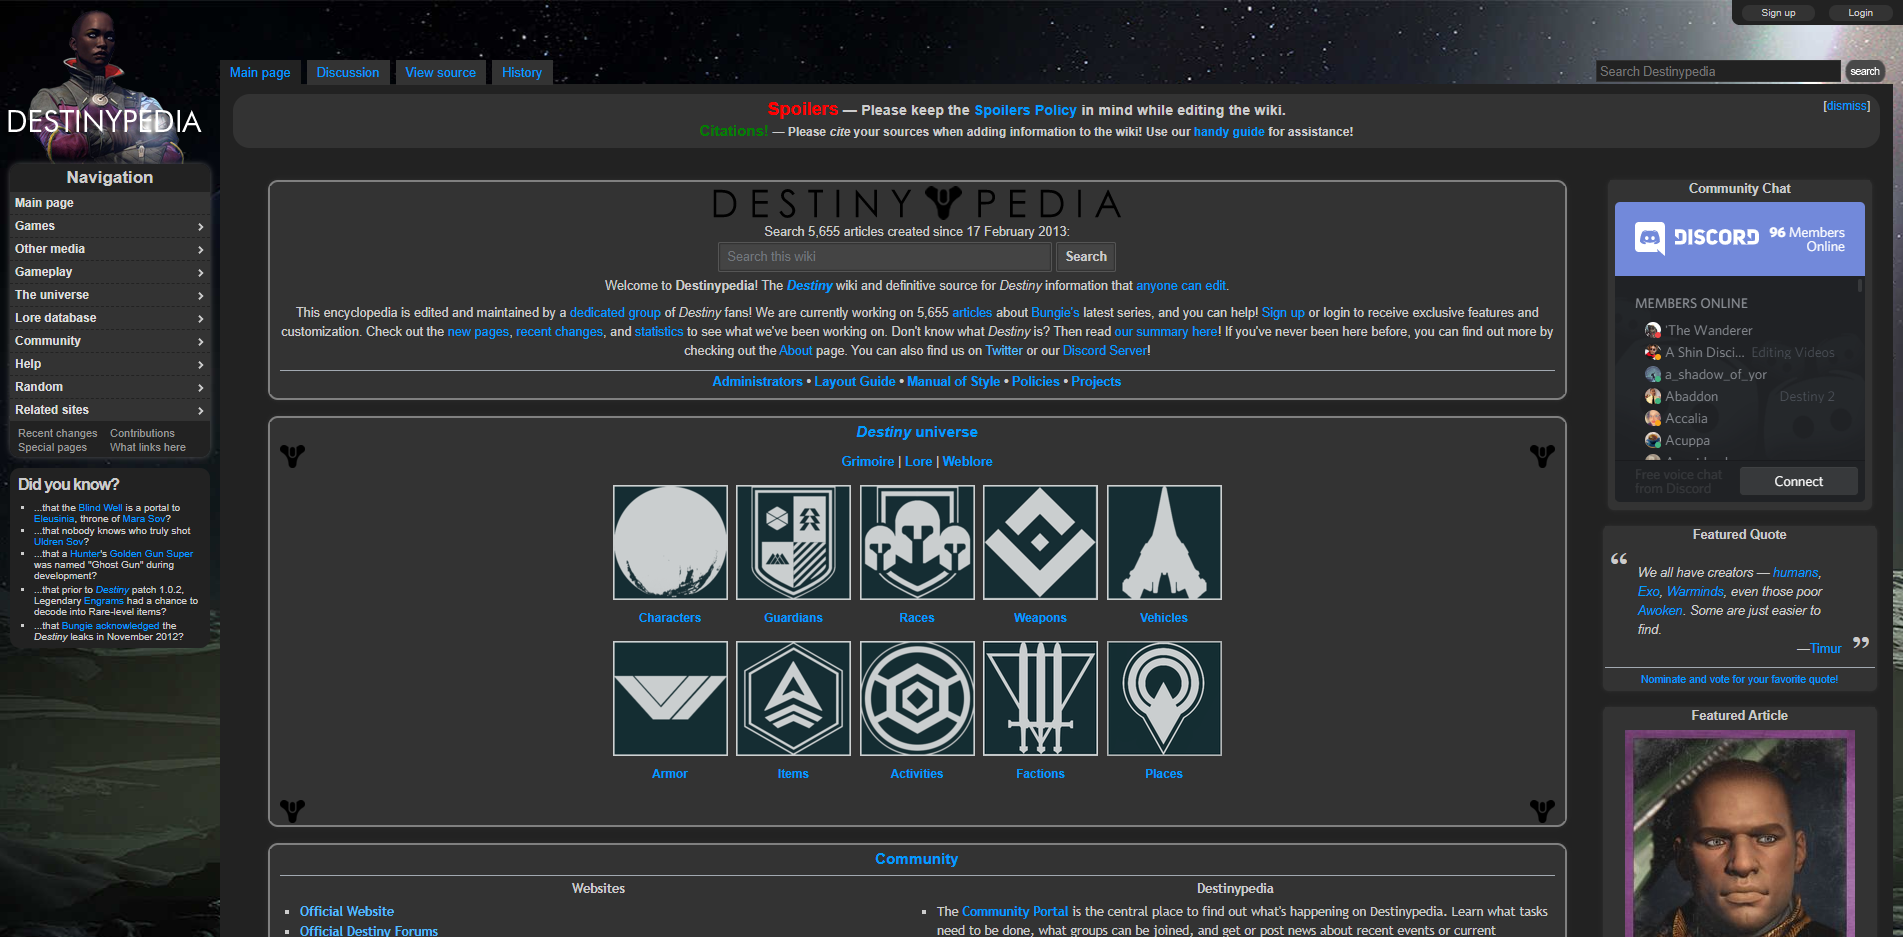 Sign up
Login
DESTINYPEDIA
Main page
Discussion
View source
History
Search Destinypedia
search
Spoilers — Please keep the Spoilers Policy in mind while editing the wiki.
[dismiss]
Citations! — Please cite your sources when adding information to the wiki! Use our handy guide for assistance!
Navigation
Main page
Games
Other media
Gameplay
The universe
Lore database
Community
Help
Random
Related sites
Recent changes
Contributions
Special pages
What links here
Did you know?
...that the Blind Well is a portal to
Eleusinia, throne of Mara Sov?
...that nobody knows who truly shot
Uldren Sov?
...that a Hunter's Golden Gun Super
was named "Ghost Gun" during
development?
...that prior to Destiny patch 1.0.2,
Legendary Engrams had a chance to
decode into Rare-level items?
...that Bungie acknowledged the
Destiny leaks in November 2012?
DESTINY PEDIA
Search 5,655 articles created since 17 February 2013:
Search this wiki
Search
Welcome to Destinypedia! The Destiny wiki and definitive source for Destiny information that anyone can edit.
This encyclopedia is edited and maintained by a dedicated group of Destiny fans! We are currently working on 5,655 articles about Bungie's latest series, and you can help! Sign up or login to receive exclusive features and
customization. Check out the new pages, recent changes, and statistics to see what we've been working on. Don't know what Destiny is? Then read our summary here! If you've never been here before, you can find out more by
checking out the About page. You can also find us on Twitter or our Discord Server!
Administrators • Layout Guide • Manual of Style • Policies • Projects
Destiny universe
Grimoire | Lore | Weblore
Characters
Guardians
Races
Weapons
Vehicles
Armor
Items
Activities
Factions
Places
Community
Websites
Official Website
Official Destiny Forums
Destinypedia
The Community Portal is the central place to find out what's happening on Destinypedia. Learn what tasks
need to be done, what groups can be joined, and get or post news about recent events or current
Community Chat
DISCORD
96 Members
Online
MEMBERS ONLINE
'The Wanderer
A Shin Disci... Editing Videos
a_shadow_of_yor
Abaddon Destiny 2
Accalia
Acuppa
Free voice chat
from Discord
Connect
Featured Quote
“ We all have creators — humans,
Exo, Warminds, even those poor
Awoken. Some are just easier to
find.
—Timur ”
Nominate and vote for your favorite quote!
Featured Article